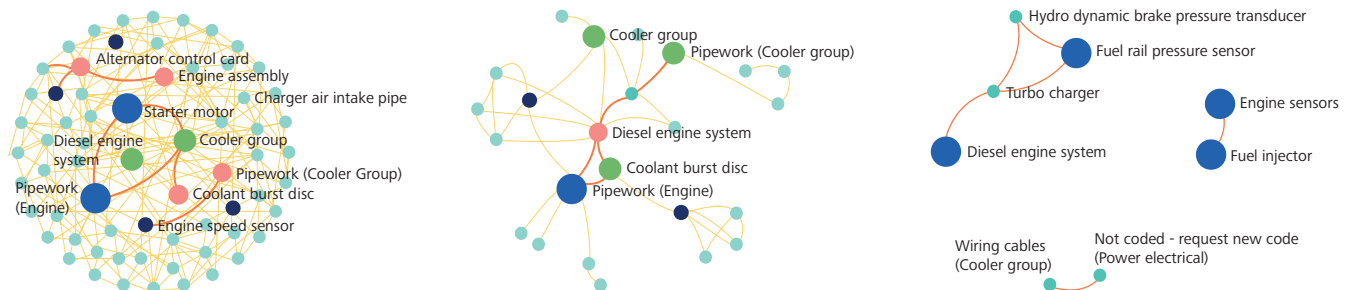 Alternator control card
Engine assembly
Charger air intake pipe
Starter motor
Diesel engine
system
Cooler group
Pipework (Cooler Group)
Pipework
(Engine)
Coolant burst disc
Engine speed sensor
Cooler group
Pipework (Cooler group)
Diesel engine system
Coolant burst disc
Pipework (Engine)
Hydro dynamic brake pressure transducer
Fuel rail pressure sensor
Turbo charger
Engine sensors
Diesel engine system
Fuel injector
Wiring cables
(Cooler group)
Not coded - request new code
(Power electrical)